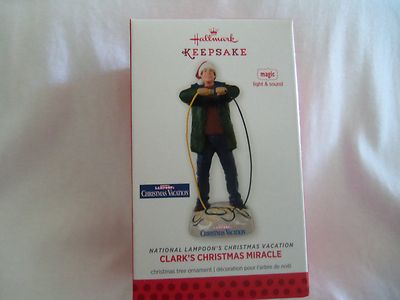 Hallmark
KEEPSAKE
magic
light & sound
LAMPOON'S
CHRISTMAS VACATION
CHRISTMAS VACATION
NATIONAL LAMPOON'S CHRISTMAS VACATION
CLARK'S CHRISTMAS MIRACLE
christmas tree ornament | décoration pour l'arbre de noël